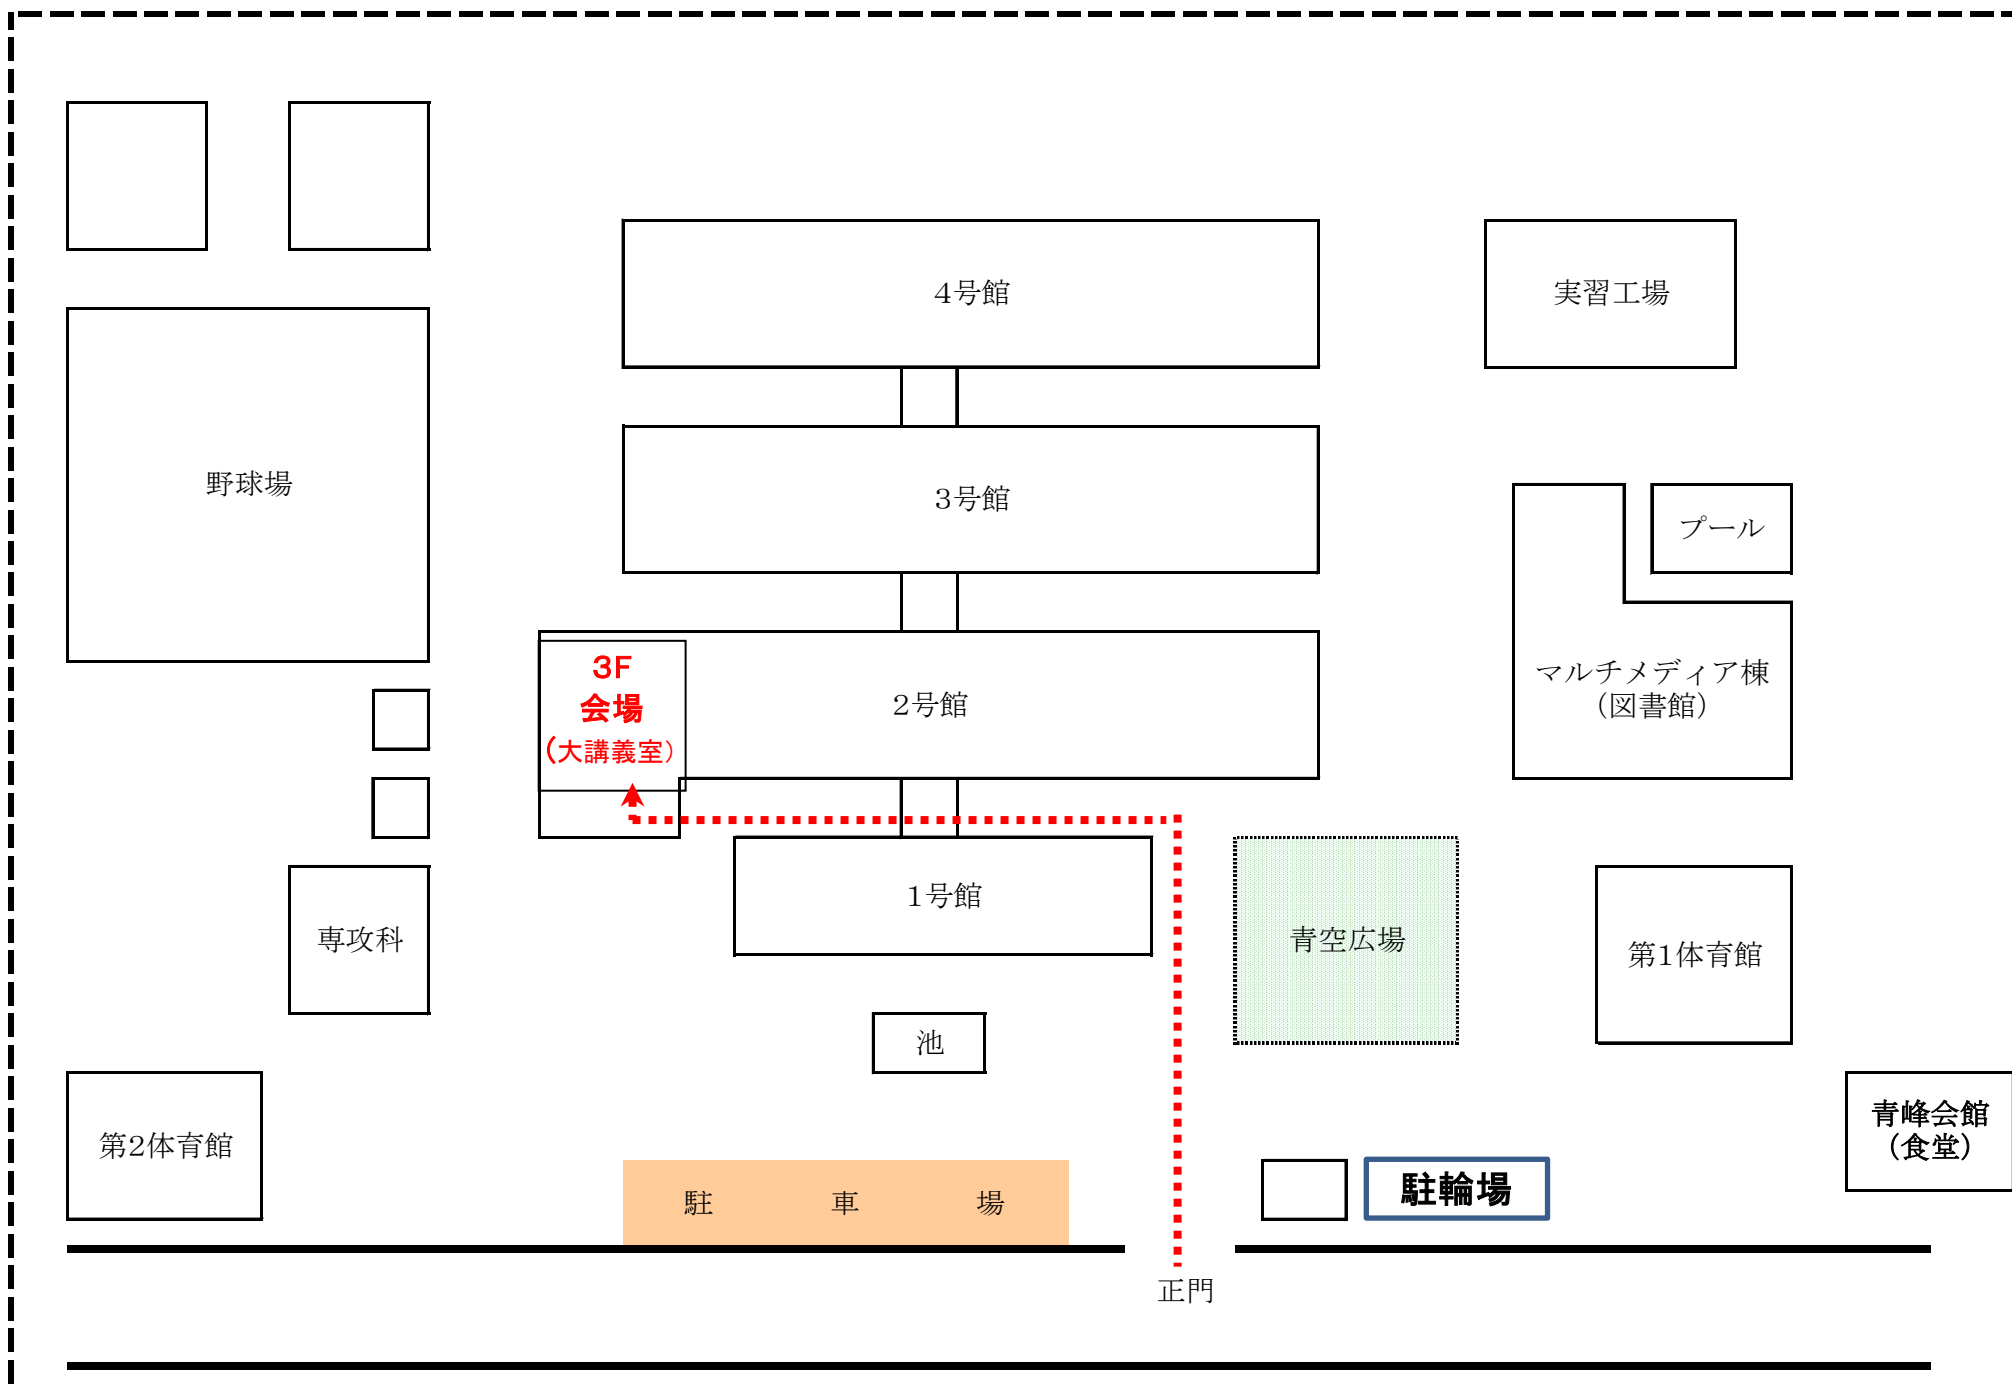 4号館
実習工場
野球場
3号館
プール
3F
会場
(大講義室)
2号館
マルチメディア棟
(図書館)
1号館
専攻科
青空広場
第1体育館
池
第2体育館
青峰会館
(食堂)
駐 車 場
駐輪場
正門